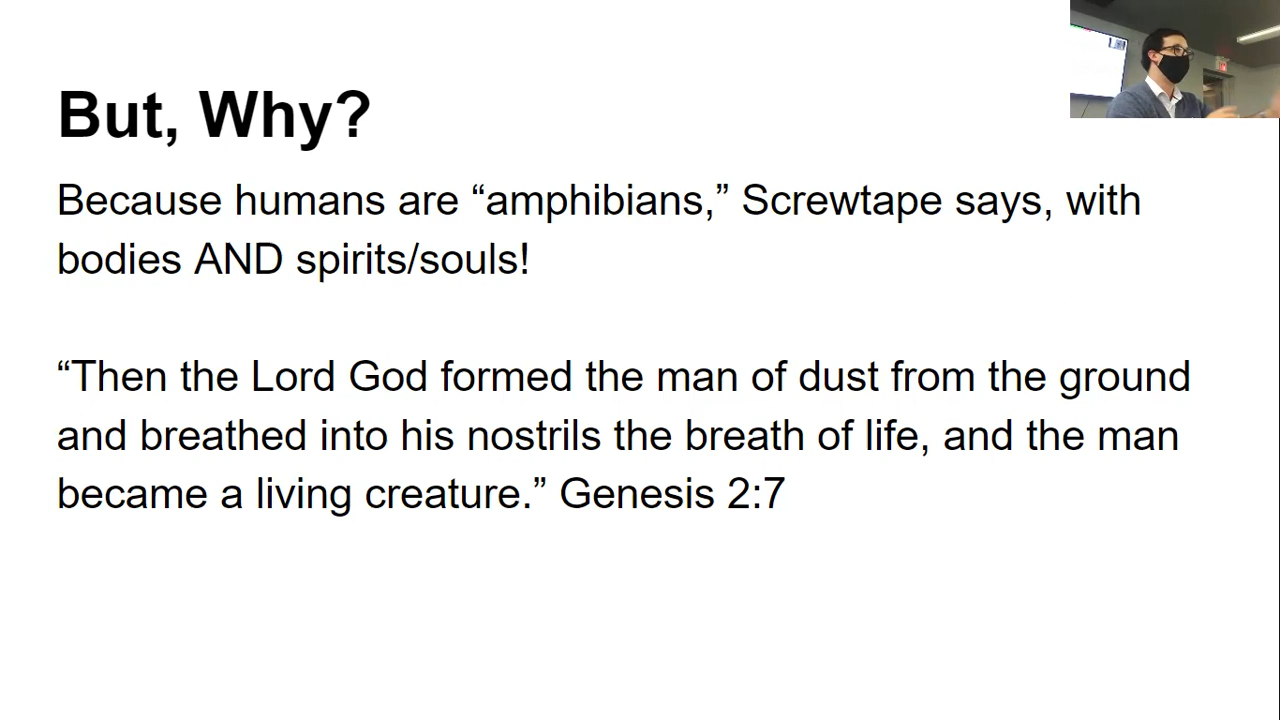 But, Why?
Because humans are “amphibians,” Screwtape says, with
bodies AND spirits/souls!
“Then the Lord God formed the man of dust from the ground
and breathed into his nostrils the breath of life, and the man
became a living creature.” Genesis 2:7